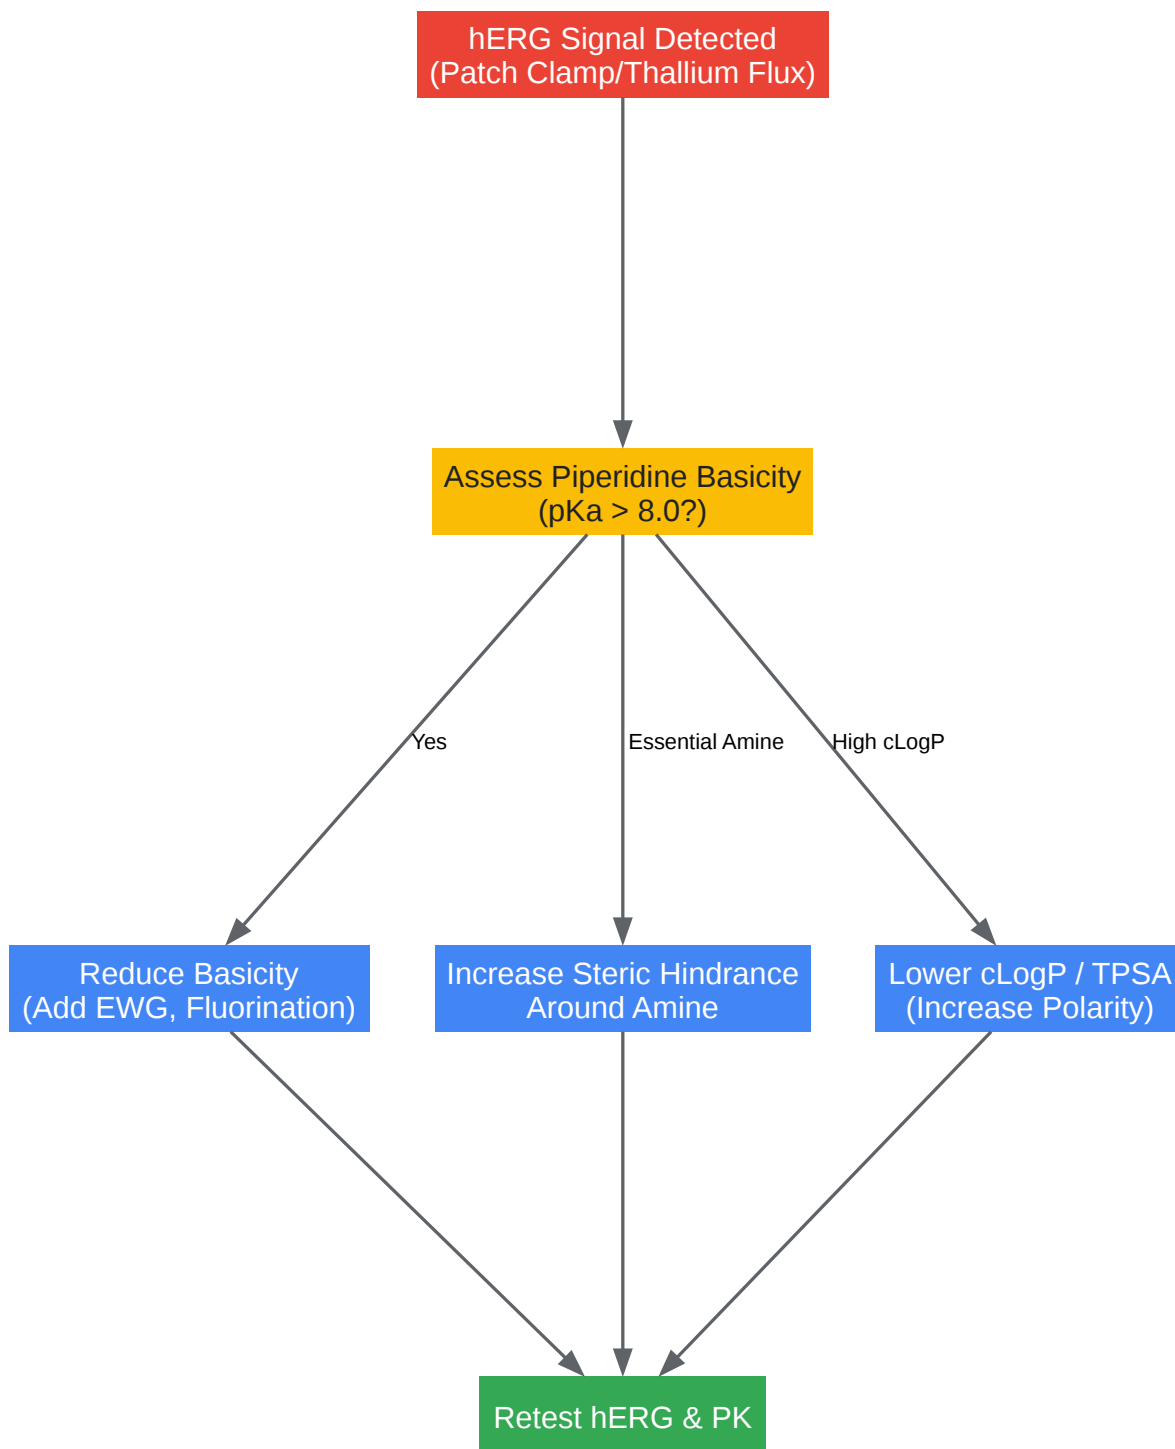 hERG Signal Detected
(Patch Clamp/Thallium Flux)
Assess Piperidine Basicity
(pKa > 8.0?)
Yes
Essential Amine
High cLogP
Reduce Basicity
(Add EWG, Fluorination)
Increase Steric Hindrance
Around Amine
Lower cLogP / TPSA
(Increase Polarity)
Retest hERG & PK